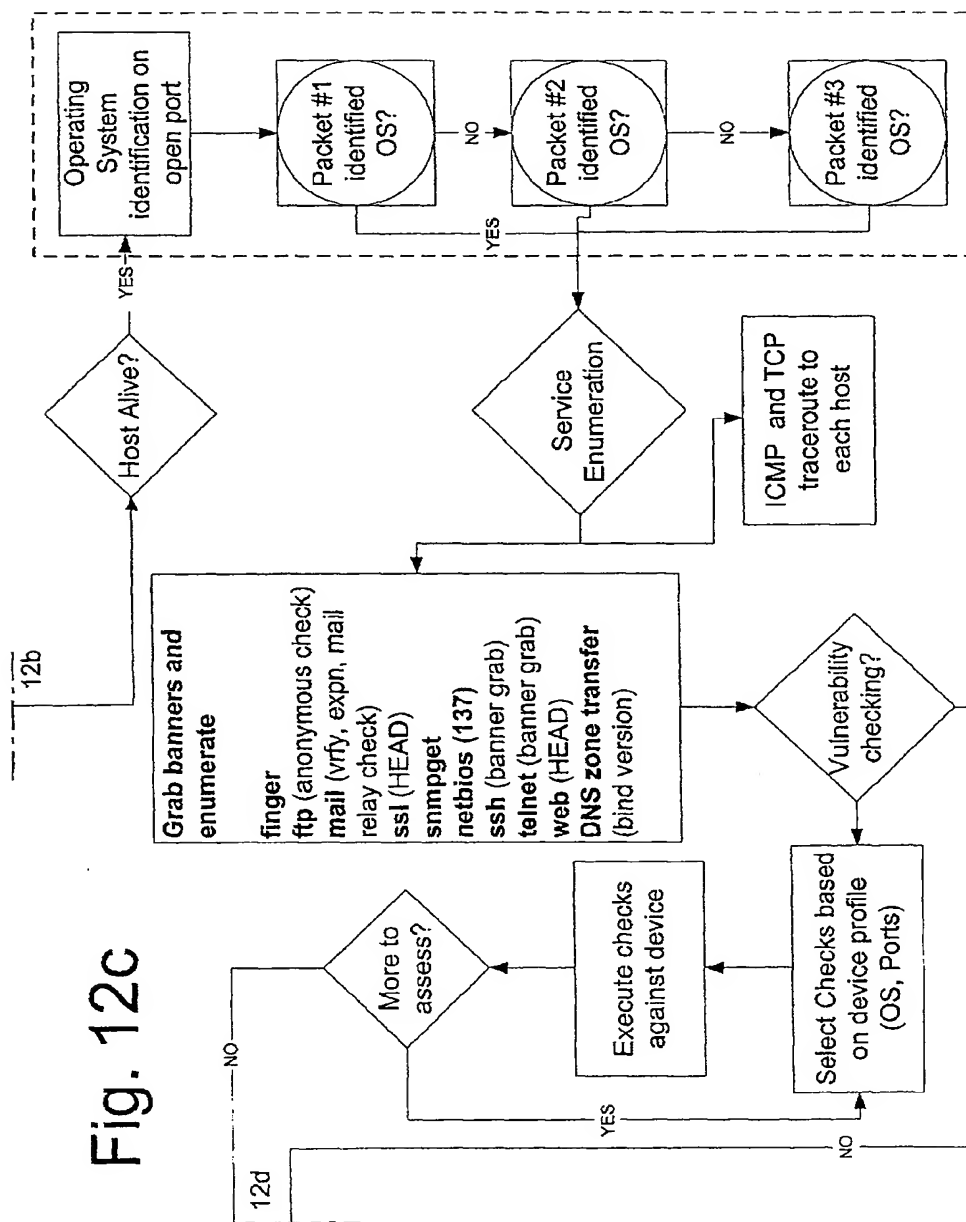 Fig. 12c
12b
Host Alive?
YES
Operating
System
identification on
open port
Packet #1
identified
OS?
NO
Packet #2
identified
OS?
NO
Packet #3
identified
OS?
YES
Service
Enumeration
ICMP and TCP
traceroute to
each host
Grab banners and
enumerate
finger
ftp (anonymous check)
mail (vrfy, expn, mail
relay check)
ssl (HEAD)
snmpget
netbios (137)
ssh (banner grab)
telnet (banner grab)
web (HEAD)
DNS zone transfer
(bind version)
Vulnerability
checking?
Select Checks based
on device profile
(OS, Ports)
Execute checks
against device
More to
assess?
YES
NO
NO
12d